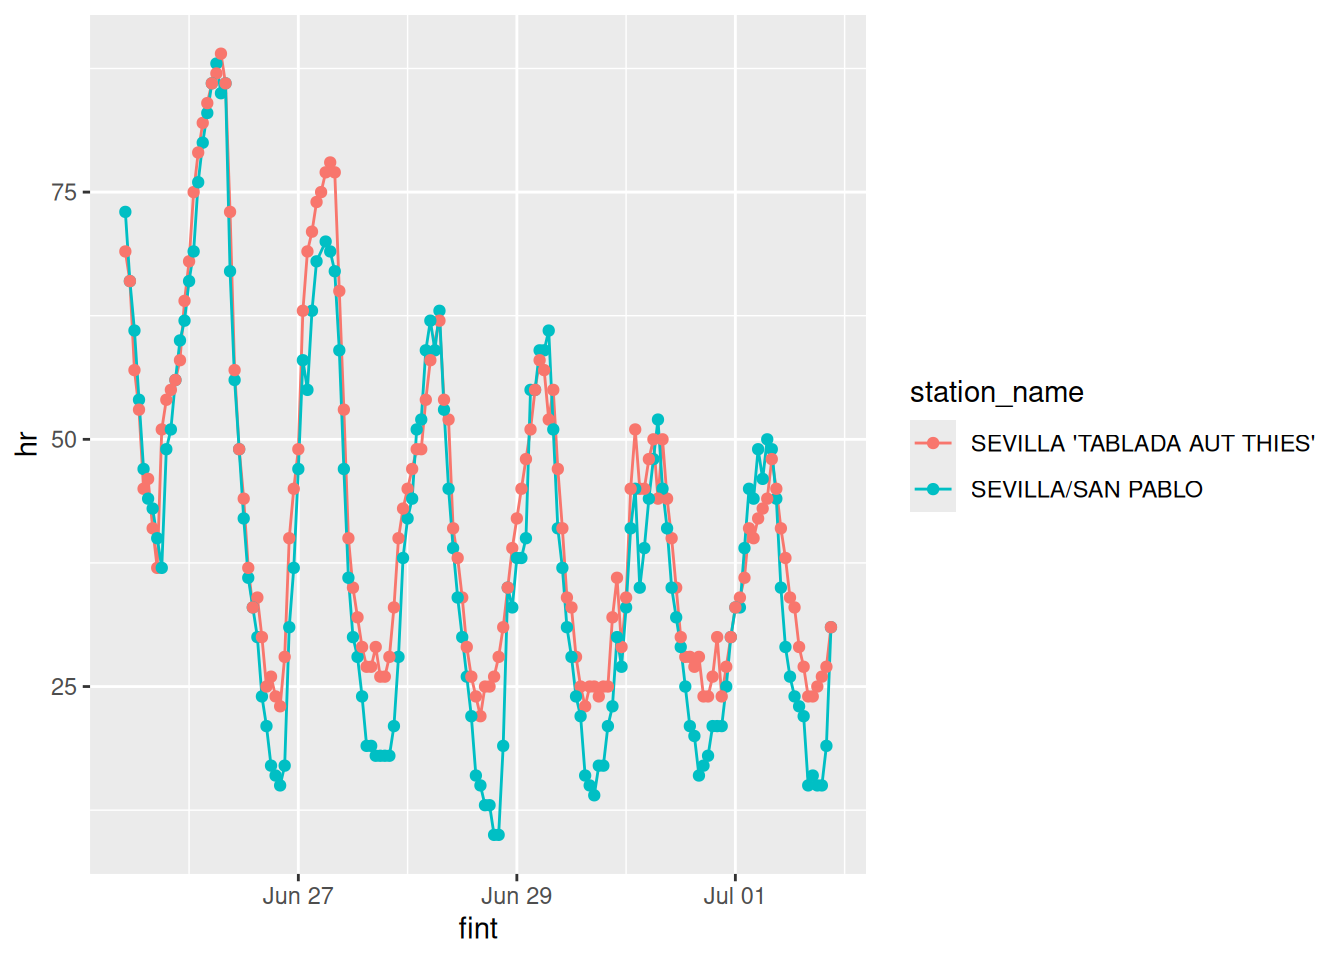 75
50
25
hr
Jun 27
Jun 29
Jul 01
fint
station_name
SEVILLA 'TABLADA AUT THIES'
SEVILLA/SAN PABLO